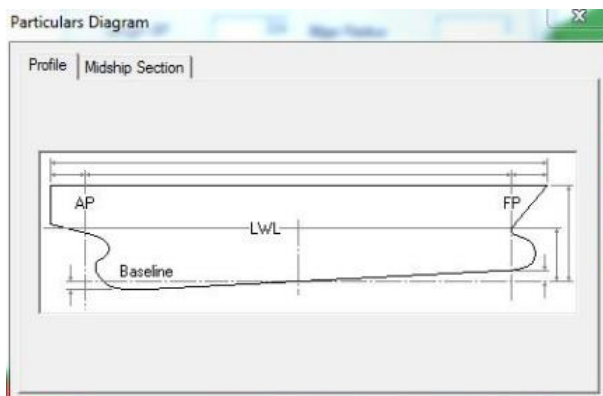 Particulars Diagram
Profile
Midship Section
AP
FP
LWL
Baseline